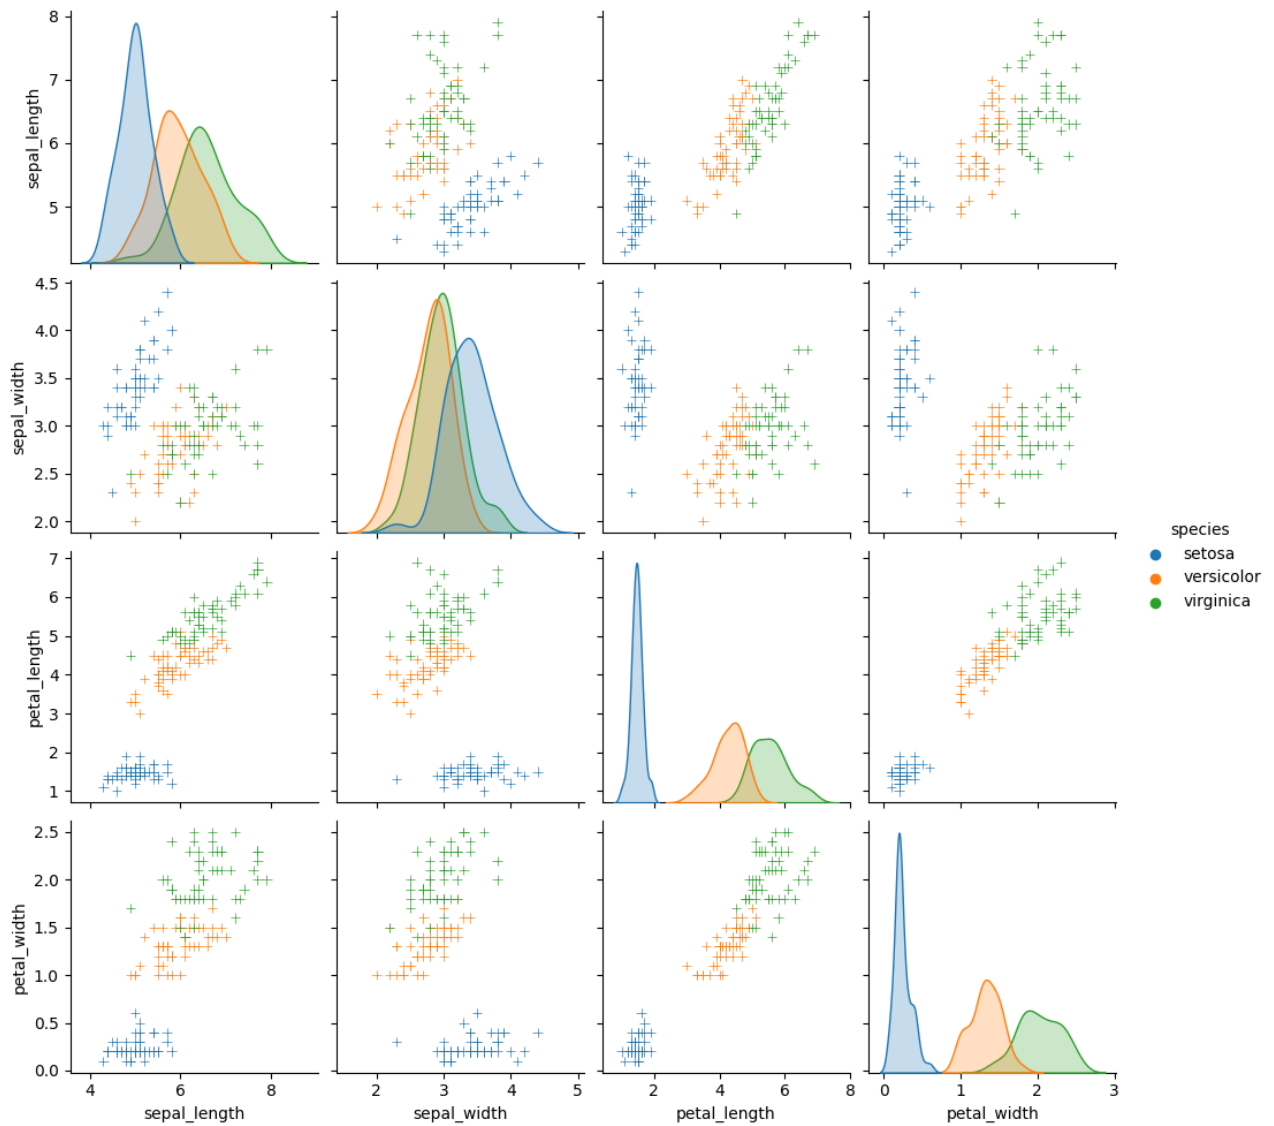 8
7
6
5
sepal_length
4 6 8
2 3 4 5
2 4 6 8
0 1 2 3
4.5
4.0
3.5
3.0
2.5
2.0
sepal_width
7
6
5
4
3
2
1
petal_length
2.5
2.0
1.5
1.0
0.5
0.0
petal_width
sepal_length sepal_width petal_length petal_width
species
setosa
versicolor
virginica